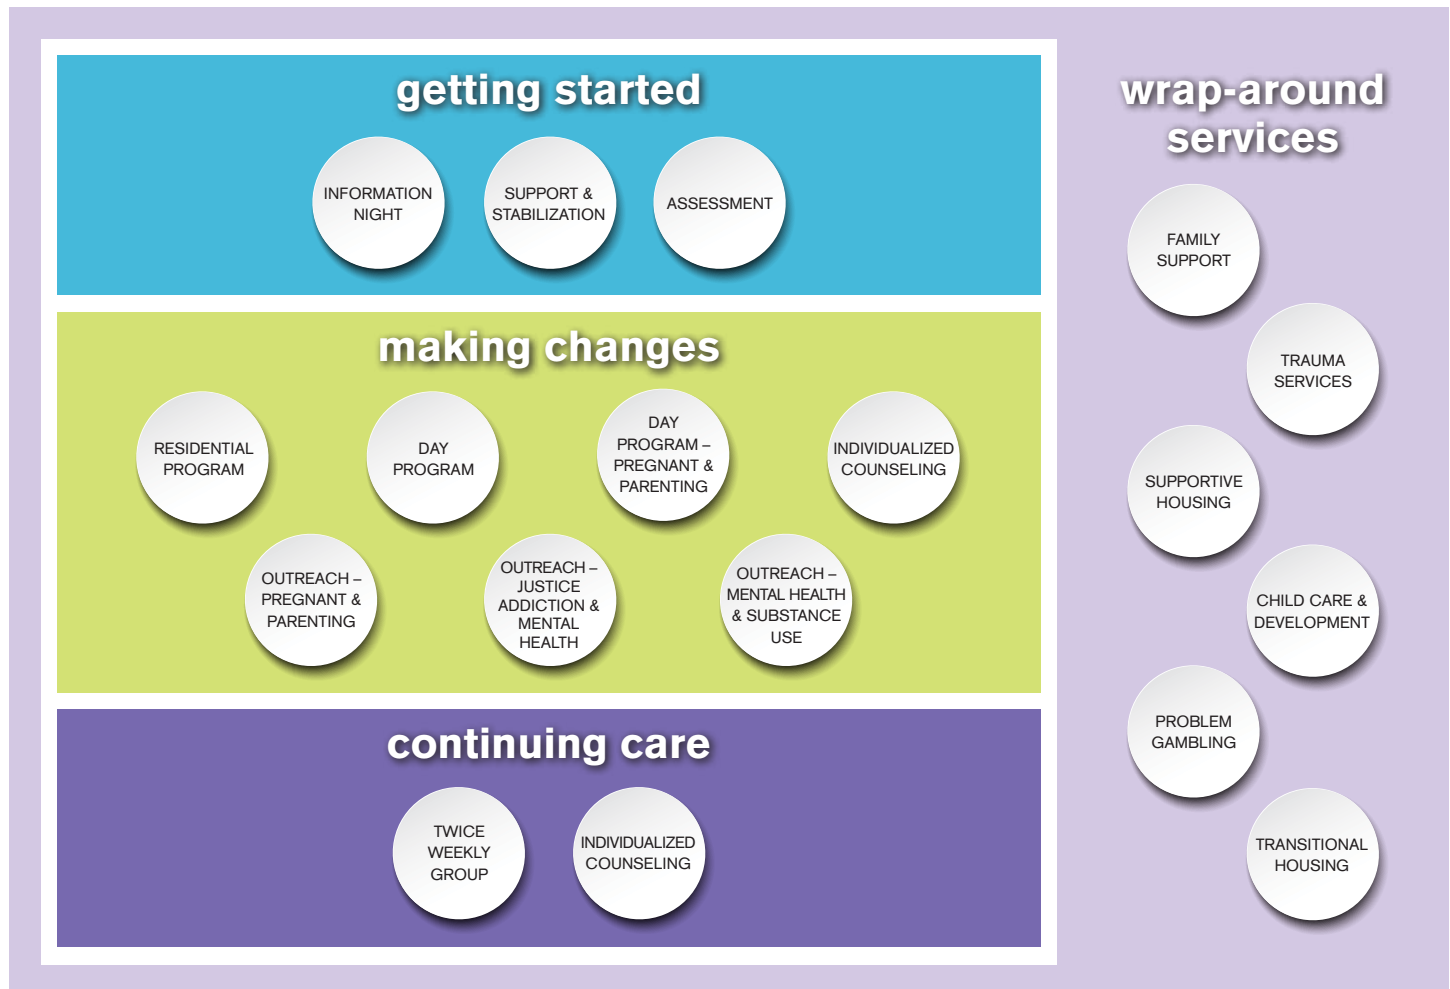 getting started
INFORMATION
NIGHT
SUPPORT &
STABILIZATION
ASSESSMENT
making changes
RESIDENTIAL
PROGRAM
DAY
PROGRAM
DAY
PROGRAM –
PREGNANT &
PARENTING
INDIVIDUALIZED
COUNSELING
OUTREACH –
PREGNANT &
PARENTING
OUTREACH –
JUSTICE
ADDICTION &
MENTAL
HEALTH
OUTREACH –
MENTAL HEALTH
& SUBSTANCE
USE
continuing care
TWICE
WEEKLY
GROUP
INDIVIDUALIZED
COUNSELING
wrap-around
services
FAMILY
SUPPORT
TRAUMA
SERVICES
SUPPORTIVE
HOUSING
CHILD CARE &
DEVELOPMENT
PROBLEM
GAMBLING
TRANSITIONAL
HOUSING